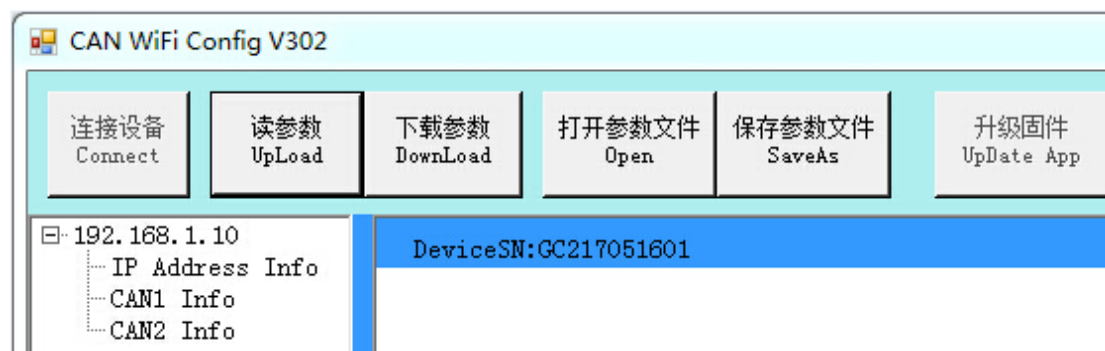 CAN WiFi Config V302
连接设备 读参数 下载参数 打开参数文件 保存参数文件 升级固件
Connect UpLoad DownLoad Open SaveAs UpDate App
192.168.1.10
DeviceSN:GC217051601
IP Address Info
CAN1 Info
CAN2 Info